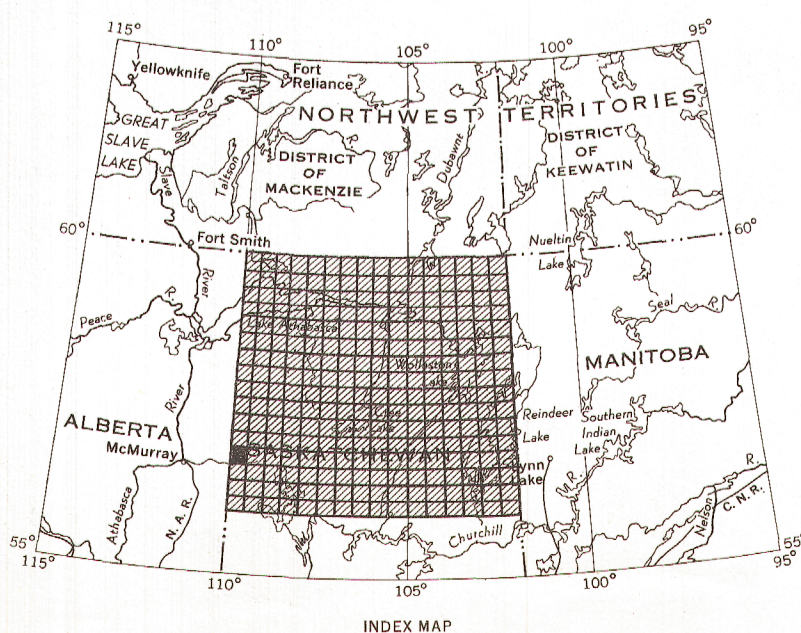 115°
110°
105°
100°
95°
Yellowknife
Fort
Reliance
NORTHWEST TERRITORIES
GREAT
SLAVE
LAKE
Slave
Taltson
DISTRICT
OF
MACKENZIE
Dubawnt
R.
R.
DISTRICT
OF
KEEWATIN
60°
60°
Fort Smith
Nueltin
Lake
River
Peace
R.
Lake Athabasca
Seal
R.
Wollaston
Lake
MANITOBA
River
Cree
Lake
Reindeer
Lake
Southern
Indian
Lake
ALBERTA
McMurray
SASKATCHEWAN
Lynn
Lake
R.
Athabasca
N. A. R.
Nelson
C. N. R.
Churchill
55°
55°
115°
110°
105°
100°
95°
INDEX MAP